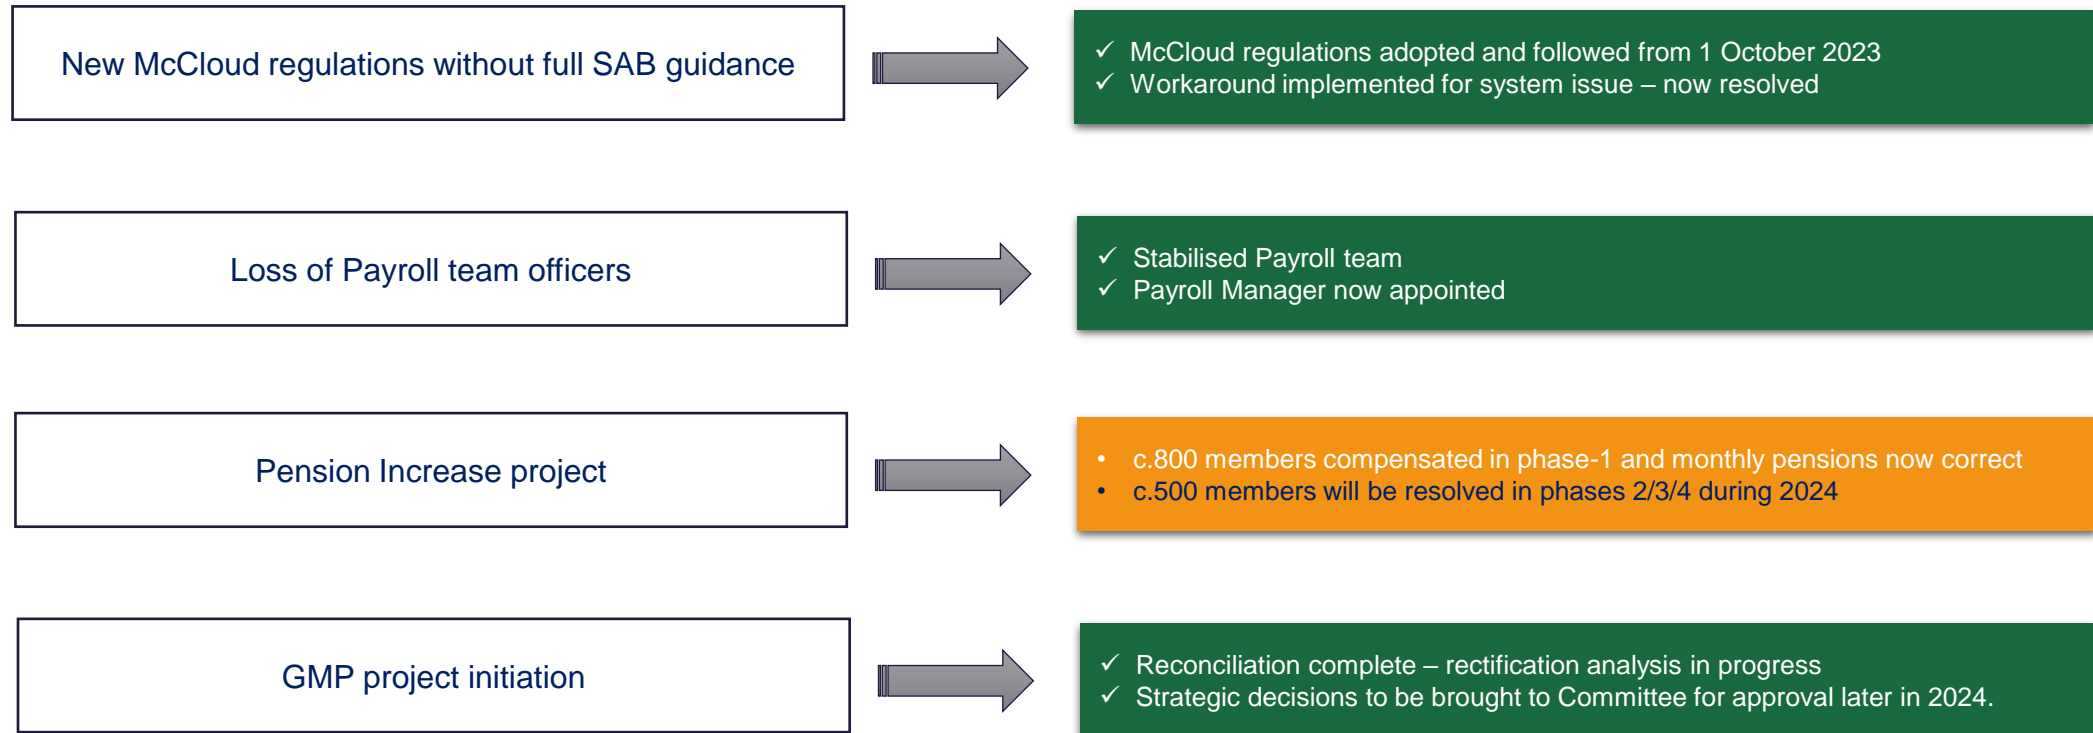 New McCloud regulations without full SAB guidance
✓ McCloud regulations adopted and followed from 1 October 2023
✓ Workaround implemented for system issue – now resolved
Loss of Payroll team officers
✓ Stabilised Payroll team
✓ Payroll Manager now appointed
Pension Increase project
• c.800 members compensated in phase-1 and monthly pensions now correct
• c.500 members will be resolved in phases 2/3/4 during 2024
GMP project initiation
✓ Reconciliation complete – rectification analysis in progress
✓ Strategic decisions to be brought to Committee for approval later in 2024.